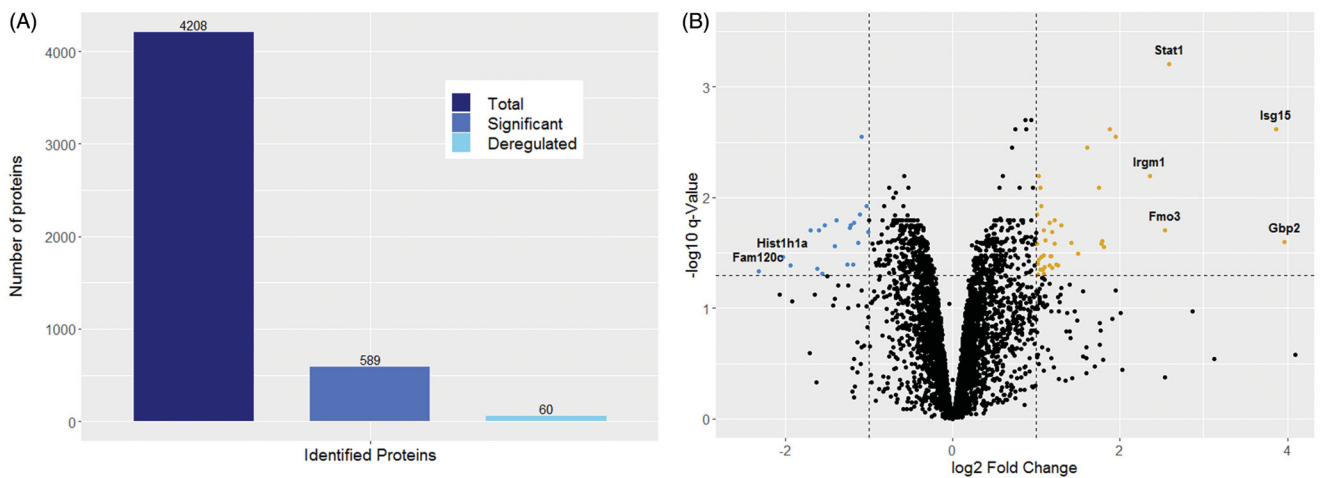 (A)
4208
4000
3000
2000
1000
0
Number of proteins
Total
Significant
Deregulated
589
60
Identified Proteins
(B)
-log10 q-Value
3
2
1
0
Stat1
Isg15
Irgm1
Fmo3
Gbp2
Hist1h1a
Fam120c
-2
0
2
4
log2 Fold Change